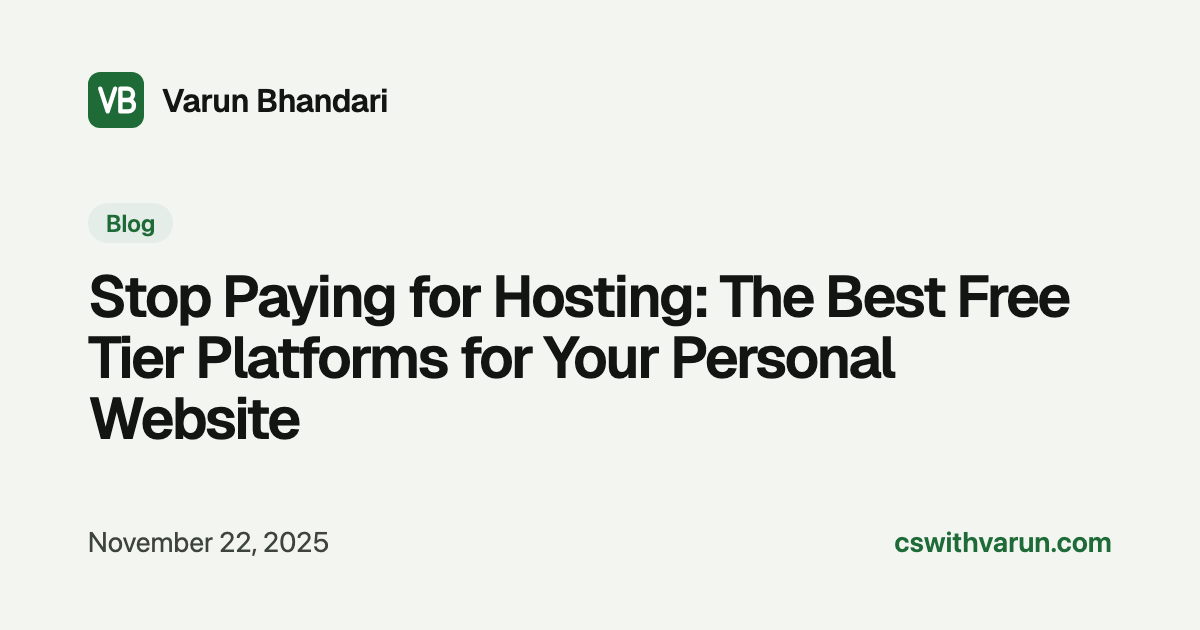 VB
Varun Bhandari
Blog
Stop Paying for Hosting: The Best Free
Tier Platforms for Your Personal
Website
November 22, 2025
cswithvarun.com